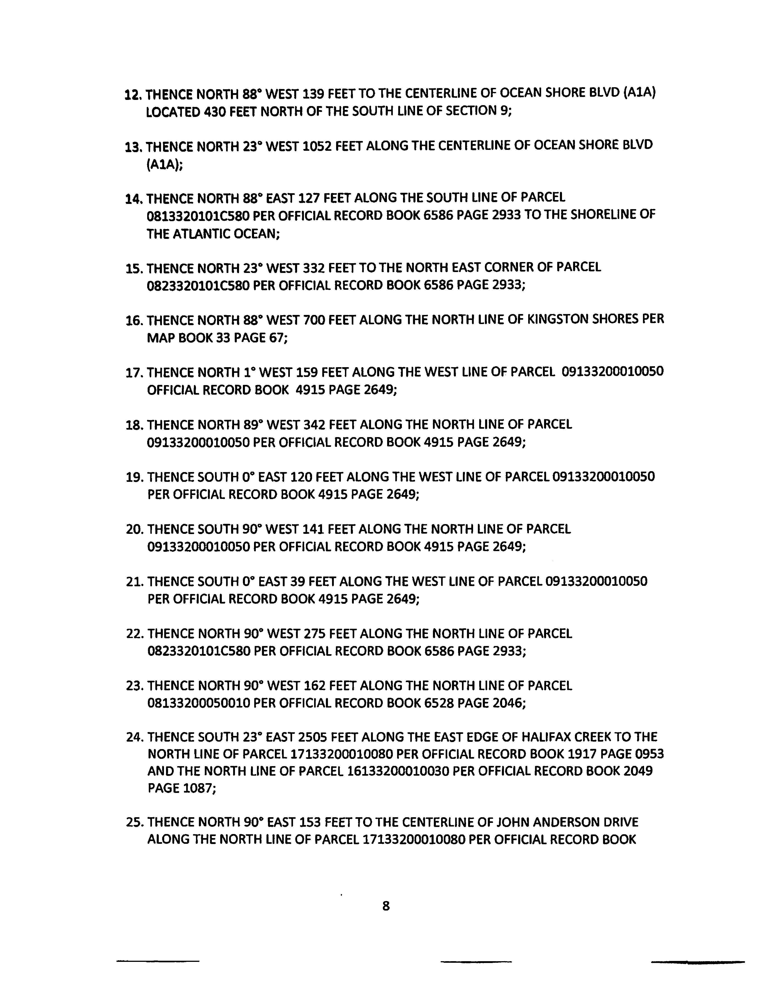 12. THENCE NORTH 88° WEST 139 FEET TO THE CENTERLINE OF OCEAN SHORE BLVD (A1A)
LOCATED 430 FEET NORTH OF THE SOUTH LINE OF SECTION 9;
13. THENCE NORTH 23° WEST 1052 FEET ALONG THE CENTERLINE OF OCEAN SHORE BLVD
(A1A);
14. THENCE NORTH 88° EAST 127 FEET ALONG THE SOUTH LINE OF PARCEL
0813320101C580 PER OFFICIAL RECORD BOOK 6586 PAGE 2933 TO THE SHORELINE OF
THE ATLANTIC OCEAN;
15. THENCE NORTH 23° WEST 332 FEET TO THE NORTH EAST CORNER OF PARCEL
0823320101C580 PER OFFICIAL RECORD BOOK 6586 PAGE 2933;
16. THENCE NORTH 88° WEST 700 FEET ALONG THE NORTH LINE OF KINGSTON SHORES PER
MAP BOOK 33 PAGE 67;
17. THENCE NORTH 1° WEST 159 FEET ALONG THE WEST LINE OF PARCEL 09133200010050
OFFICIAL RECORD BOOK 4915 PAGE 2649;
18. THENCE NORTH 89° WEST 342 FEET ALONG THE NORTH LINE OF PARCEL
09133200010050 PER OFFICIAL RECORD BOOK 4915 PAGE 2649;
19. THENCE SOUTH 0° EAST 120 FEET ALONG THE WEST LINE OF PARCEL 09133200010050
PER OFFICIAL RECORD BOOK 4915 PAGE 2649;
20. THENCE SOUTH 90° WEST 141 FEET ALONG THE NORTH LINE OF PARCEL
09133200010050 PER OFFICIAL RECORD BOOK 4915 PAGE 2649;
21. THENCE SOUTH 0° EAST 39 FEET ALONG THE WEST LINE OF PARCEL 09133200010050
PER OFFICIAL RECORD BOOK 4915 PAGE 2649;
22. THENCE NORTH 90° WEST 275 FEET ALONG THE NORTH LINE OF PARCEL
0823320101C580 PER OFFICIAL RECORD BOOK 6586 PAGE 2933;
23. THENCE NORTH 90° WEST 162 FEET ALONG THE NORTH LINE OF PARCEL
08133200050010 PER OFFICIAL RECORD BOOK 6528 PAGE 2046;
24. THENCE SOUTH 23° EAST 2505 FEET ALONG THE EAST EDGE OF HALIFAX CREEK TO THE
NORTH LINE OF PARCEL 17133200010080 PER OFFICIAL RECORD BOOK 1917 PAGE 0953
AND THE NORTH LINE OF PARCEL 16133200010030 PER OFFICIAL RECORD BOOK 2049
PAGE 1087;
25. THENCE NORTH 90° EAST 153 FEET TO THE CENTERLINE OF JOHN ANDERSON DRIVE
ALONG THE NORTH LINE OF PARCEL 17133200010080 PER OFFICIAL RECORD BOOK
8